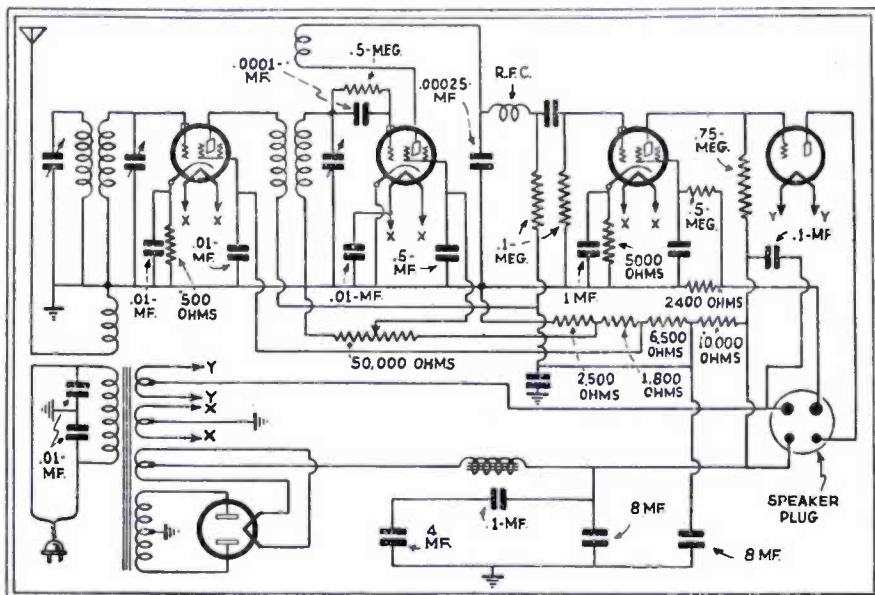 .0001-
MF.
.5-MEG.
.00025-
MF
R.F.C.
.75-
MEG.
X X
X X
X X
Y Y
.01-
MF.
.01-
MF.
500
OHMS
.01-MF.
.5-
MF.
.1-
MEG.
1 MF.
5000
OHMS
.5-
MEG.
.1-MF
2400 OHMS
50,000 OHMS
2,500
OHMS
1,800
OHMS
6,500
OHMS
10,000
OHMS
Y
Y
X
X
.01-
MF.
4
MF.
.1-MF.
8 MF.
8 MF.
SPEAKER
PLUG